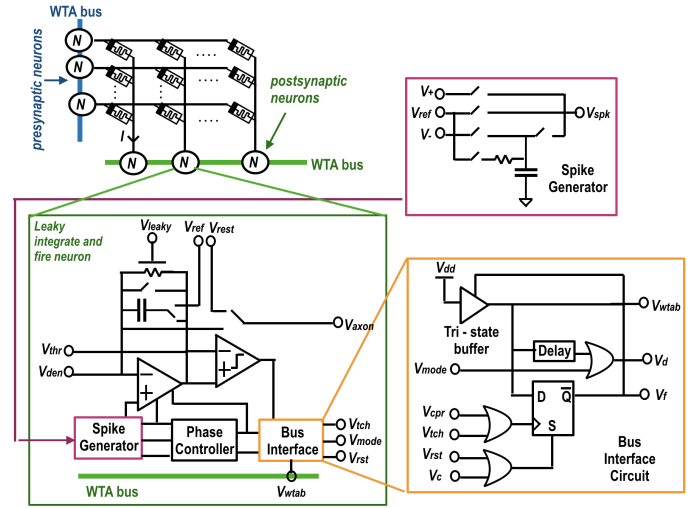 WTA bus
N
N
N
presynaptic neurons
I
N
N
N
postsynaptic
neurons
WTA bus
V+
Vref
V-
Vspk
Spike
Generator
Leaky
integrate and
fire neuron
Vleaky
Vref
Vrest
Vaxon
Vthr
Vden
Spike
Generator
Phase
Controller
Bus
Interface
Vtch
Vmode
Vrst
WTA bus
Vwtab
Vdd
Vwtab
Tri - state
buffer
Delay
Vd
Vmode
D Q
S
Vf
Vcpr
Vtch
Vrst
Vc
Bus
Interface
Circuit